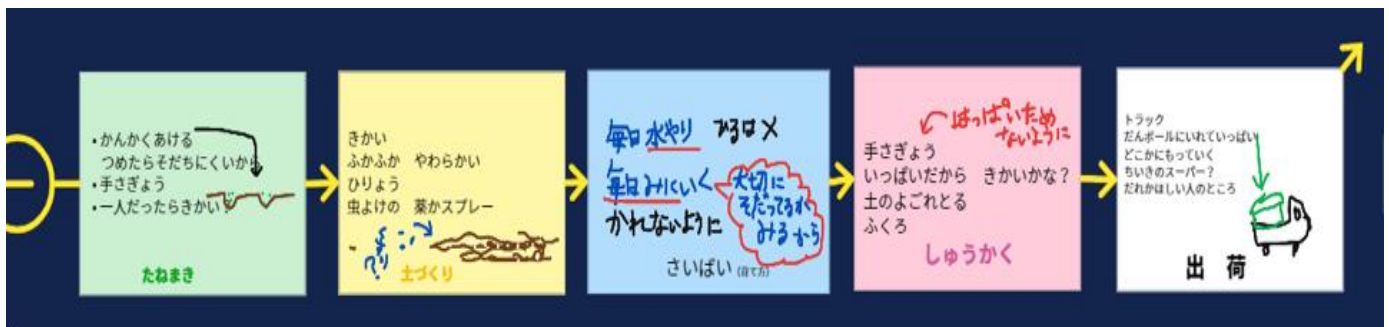 ・かんかくあける
つめたらそだちにくいから
・手さぎょう
・一人だったらきかい
たねまき
きかい
ふかふか　やわらかい
ひりょう
虫よけの　薬かスプレー
土づくり
毎日水やり　ひるは×
毎日みにいく
かれないように
大切に
そだってるか
みるから
さいばい（育て方）
はっぱいため
ないように
手さぎょう
いっぱいだから　きかいかな？
土のよごれとる
ふくろ
しゅうかく
トラック
だんボールにいれていっぱい
どこかにもっていく
ちいきのスーパー？
だれかほしい人のところ
出　荷